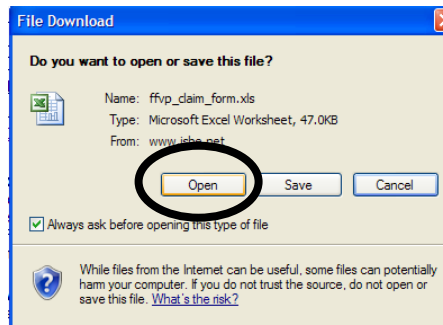 File Download
Do you want to open or save this file?
Name: ffvp_claim_form.xls
Type: Microsoft Excel Worksheet, 47.0KB
From: www.isbe.net
Open Save Cancel
Always ask before opening this type of file
While files from the Internet can be useful, some files can potentially
harm your computer. If you do not trust the source, do not open or
save this file. What's the risk?